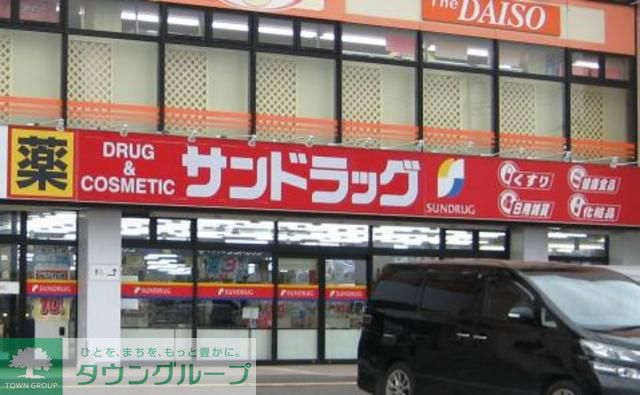 The DAISO
薬
DRUG
&
COSMETIC
サンドラッグ
SUNDRUG
くすり
健康食品
日用雑貨
化粧品
SUNDRUG
SUNDRUG
SUNDRUG
SUNDRUG
ひとを、まちを、もっと豊かに。
タウングループ
TOWN GROUP